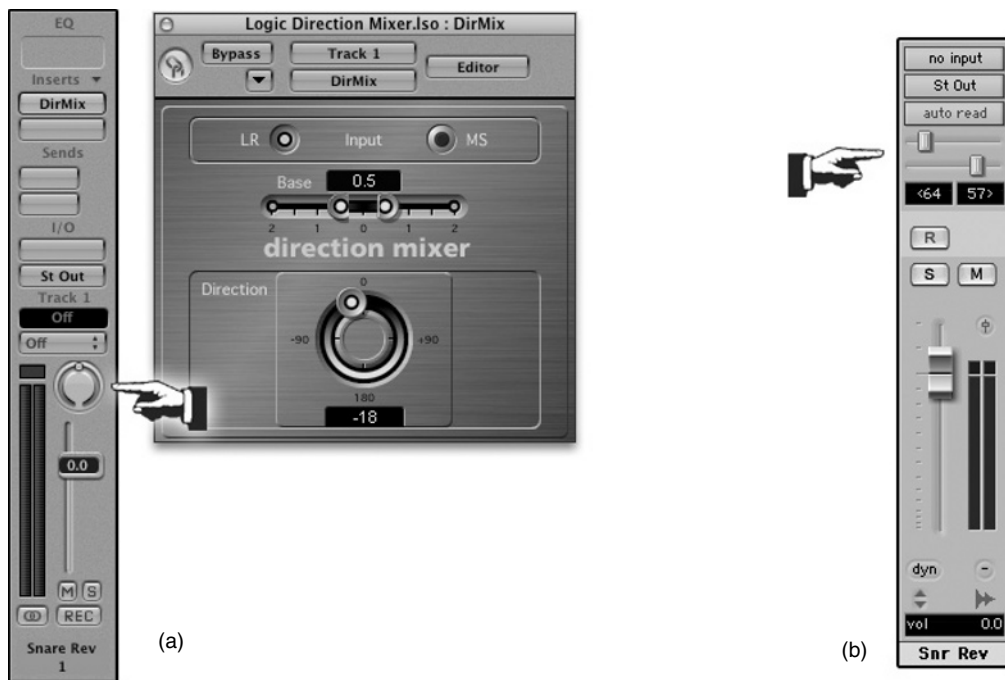 EQ
Inserts
DirMix
Sends
I/O
St Out
Track 1
Off
Off
0.0
M S
REC
Snare Rev
1
Logic Direction Mixer.Iso : DirMix
Bypass
Track 1
DirMix
Editor
LR Input MS
Base 0.5
2 1 0 1 2
direction mixer
Direction
0
-90 +90
180
-18
(a)
no input
St Out
auto read
<64 57>
R
S M
dyn -
vol 0.0
Snr Rev
(b)